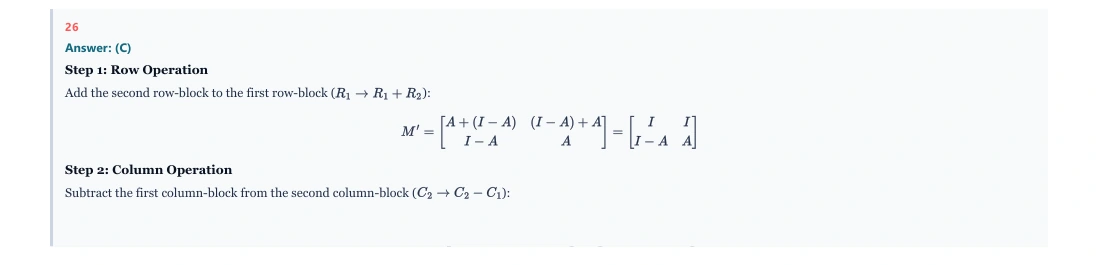 26
Answer: (C)
Step 1: Row Operation
Add the second row-block to the first row-block (R₁ → R₁ + R₂):
M′ = [A + (I − A) (I − A) + A; I − A A] = [I I; I − A A]
Step 2: Column Operation
Subtract the first column-block from the second column-block (C₂ → C₂ − C₁):